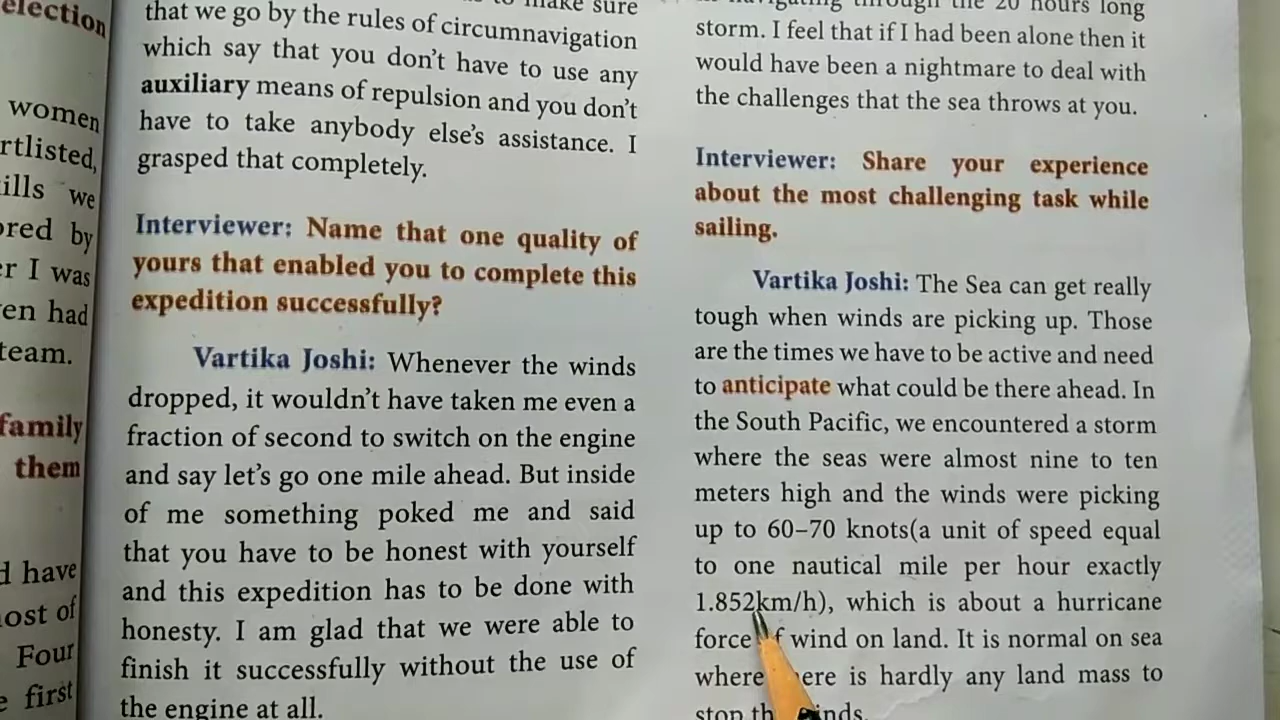 election
women
rtlisted,
ills we
ored by
er I was
en had
team.
family
them
d have
ost of
Four
e first
make sure
that we go by the rules of circumnavigation
which say that you don't have to use any
auxiliary means of repulsion and you don't
have to take anybody else's assistance. I
grasped that completely.
Interviewer: Name that one quality of
yours that enabled you to complete this
expedition successfully?
Vartika Joshi: Whenever the winds
dropped, it wouldn't have taken me even a
fraction of second to switch on the engine
and say let's go one mile ahead. But inside
of me something poked me and said
that you have to be honest with yourself
and this expedition has to be done with
honesty. I am glad that we were able to
finish it successfully without the use of
the engine at all.
navigating through the 20 hours long
storm. I feel that if I had been alone then it
would have been a nightmare to deal with
the challenges that the sea throws at you.
Interviewer: Share your experience
about the most challenging task while
sailing.
Vartika Joshi: The Sea can get really
tough when winds are picking up. Those
are the times we have to be active and need
to anticipate what could be there ahead. In
the South Pacific, we encountered a storm
where the seas were almost nine to ten
meters high and the winds were picking
up to 60–70 knots(a unit of speed equal
to one nautical mile per hour exactly
1.852km/h), which is about a hurricane
force f wind on land. It is normal on sea
where ere is hardly any land mass to
stop th inds.